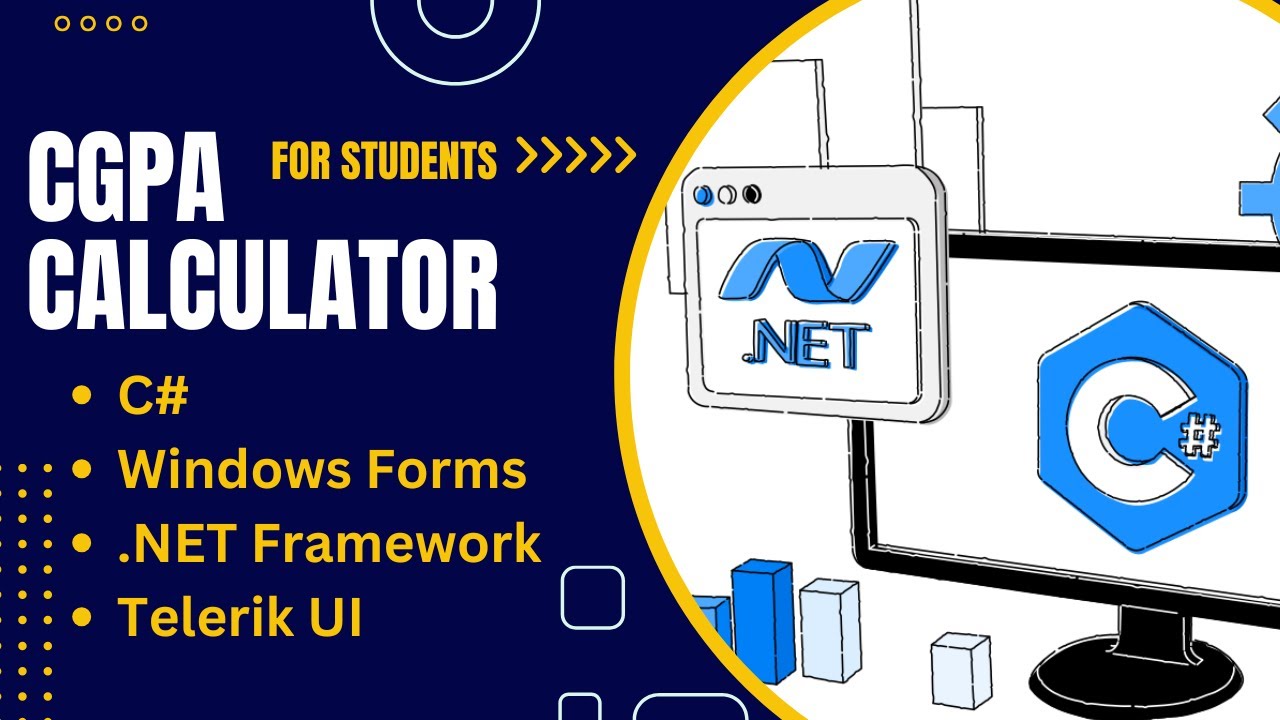 CGPA
FOR STUDENTS
CALCULATOR
C#
Windows Forms
.NET Framework
Telerik UI
.NET
C#